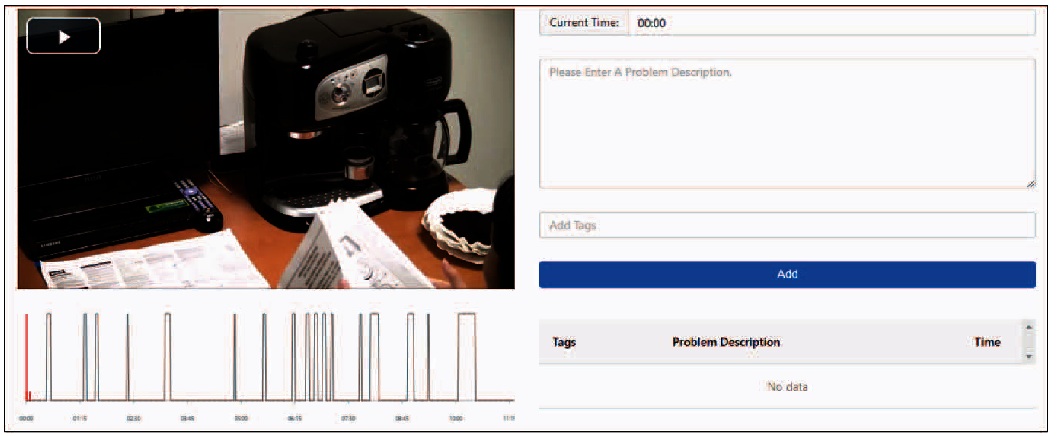 Current Time: 00:00
Please Enter A Problem Description.
Add Tags
Add
Tags Problem Description Time
No data
00:00 01:15 02:30 03:45 05:00 06:15 07:30 08:45 10:00 11:15